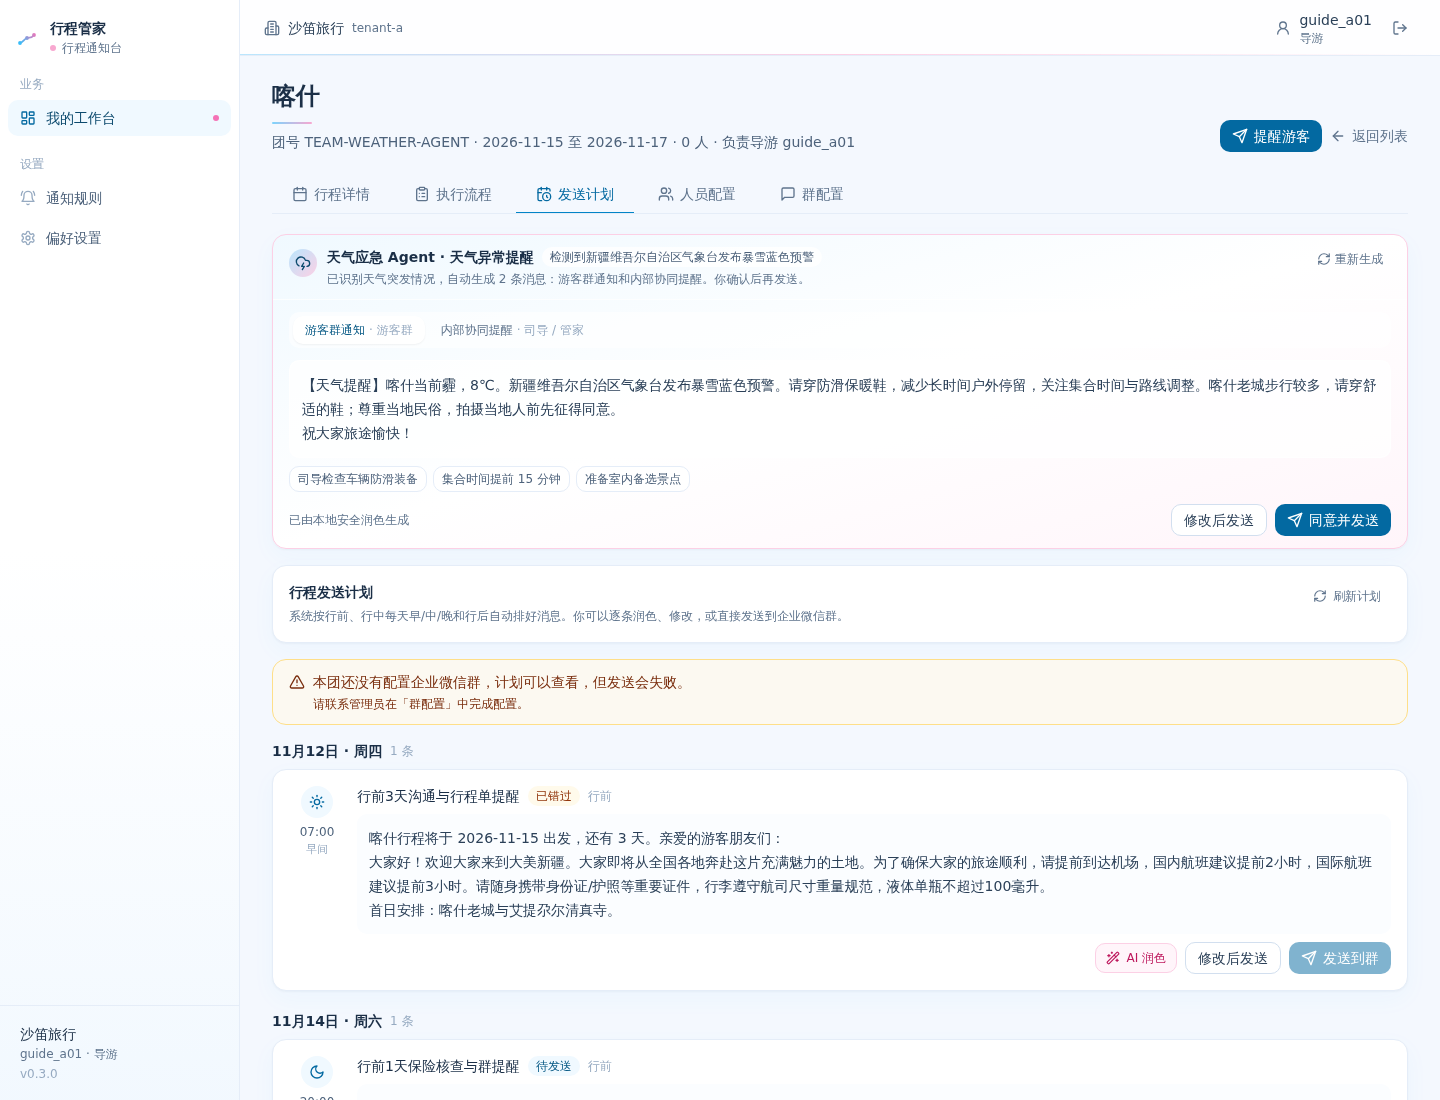 行程管家
行程通知台
业务
我的工作台
设置
通知规则
偏好设置
沙笛旅行
guide_a01 · 导游
v0.3.0
沙笛旅行 tenant-a
guide_a01
导游
喀什
团号 TEAM-WEATHER-AGENT · 2026-11-15 至 2026-11-17 · 0 人 · 负责导游 guide_a01
提醒游客
返回列表
行程详情 执行流程 发送计划 人员配置 群配置
天气应急 Agent · 天气异常提醒 检测到新疆维吾尔自治区气象台发布暴雪蓝色预警
已识别天气突发情况，自动生成 2 条消息：游客群通知和内部协同提醒。你确认后再发送。
重新生成
游客群通知 · 游客群 内部协同提醒 · 司导 / 管家
【天气提醒】喀什当前霾，8℃。新疆维吾尔自治区气象台发布暴雪蓝色预警。请穿防滑保暖鞋，减少长时间户外停留，关注集合时间与路线调整。喀什老城步行较多，请穿舒
适的鞋；尊重当地民俗，拍摄当地人前先征得同意。
祝大家旅途愉快！
司导检查车辆防滑装备 集合时间提前 15 分钟 准备室内备选景点
已由本地安全润色生成
修改后发送 同意并发送
行程发送计划
系统按行前、行中每天早/中/晚和行后自动排好消息。你可以逐条润色、修改，或直接发送到企业微信群。
刷新计划
本团还没有配置企业微信群，计划可以查看，但发送会失败。
请联系管理员在「群配置」中完成配置。
11月12日 · 周四 1 条
07:00
早间
行前3天沟通与行程单提醒 已错过 行前
喀什行程将于 2026-11-15 出发，还有 3 天。亲爱的游客朋友们：
大家好！欢迎大家来到大美新疆。大家即将从全国各地奔赴这片充满魅力的土地。为了确保大家的旅途顺利，请提前到达机场，国内航班建议提前2小时，国际航班
建议提前3小时。请随身携带身份证/护照等重要证件，行李遵守航司尺寸重量规范，液体单瓶不超过100毫升。
首日安排：喀什老城与艾提尕尔清真寺。
AI 润色 修改后发送 发送到群
11月14日 · 周六 1 条
行前1天保险核查与群提醒 待发送 行前